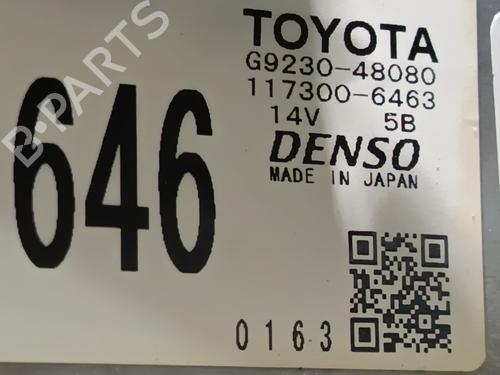 TOYOTA
G9230-48080
117300-6463
14V 5B
DENSO
MADE IN JAPAN
646
0163
B-PARTS